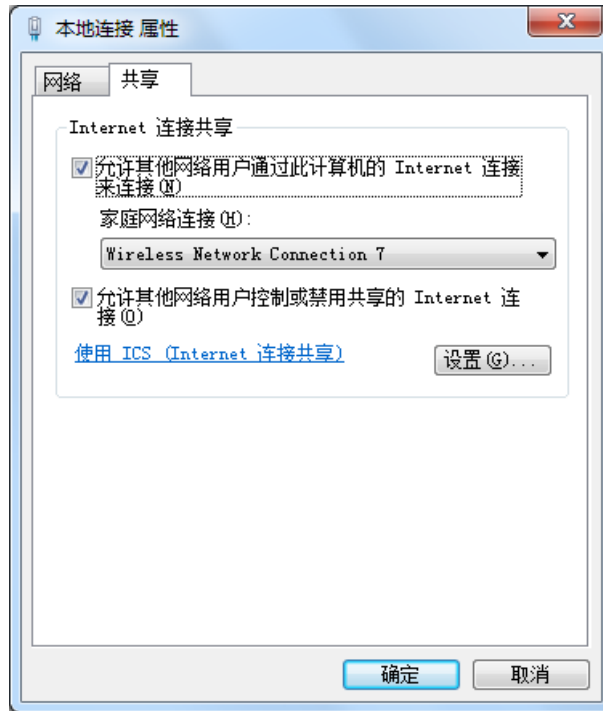 本地连接 属性
网络 共享
Internet 连接共享
允许其他网络用户通过此计算机的 Internet 连接
来连接(N)
家庭网络连接(H):
Wireless Network Connection 7
允许其他网络用户控制或禁用共享的 Internet 连
接(O)
使用 ICS (Internet 连接共享)
设置(G)...
确定 取消